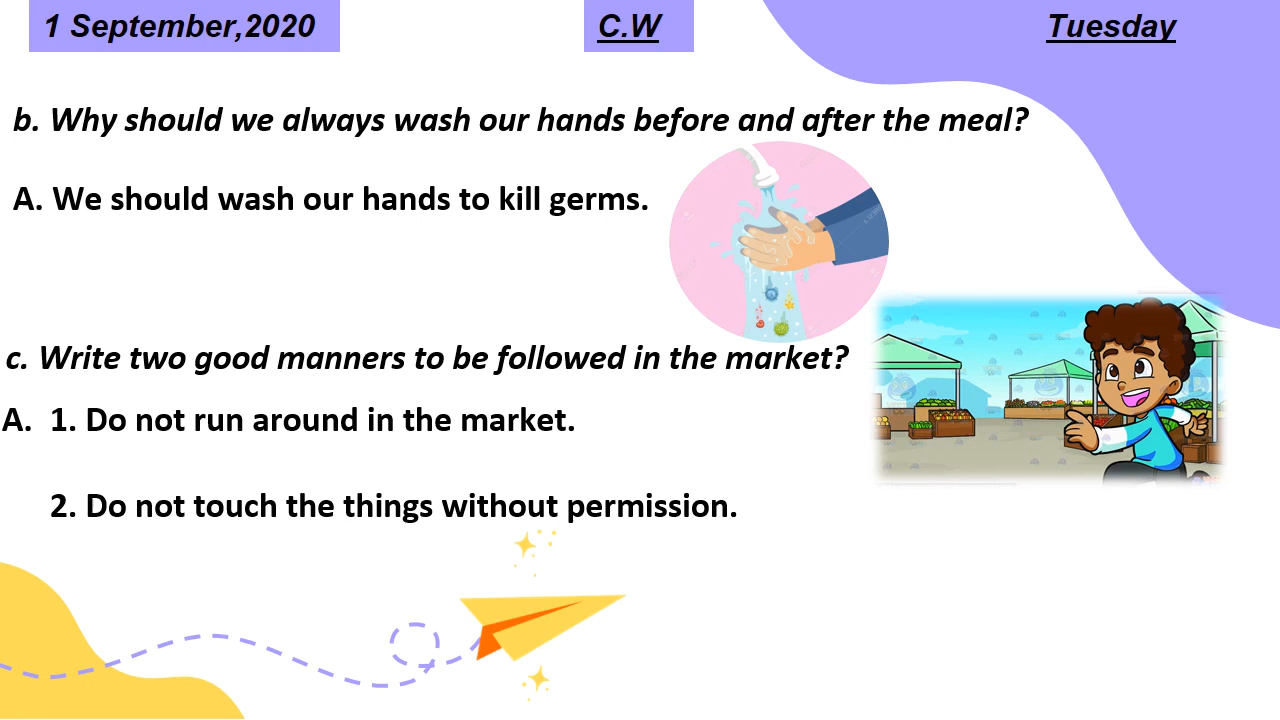 1 September,2020
C.W
Tuesday
b. Why should we always wash our hands before and after the meal?
A. We should wash our hands to kill germs.
c. Write two good manners to be followed in the market?
A. 1. Do not run around in the market.
2. Do not touch the things without permission.